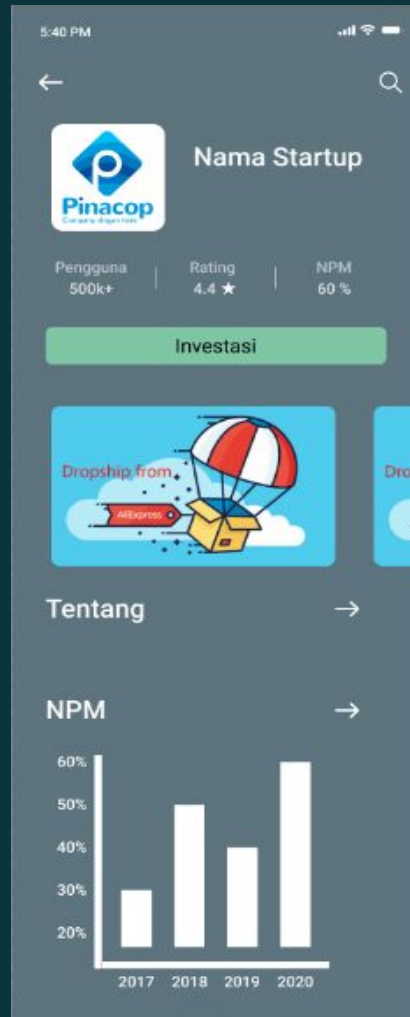 5:40 PM
Nama Startup
Pinacop
Pengguna
500k+
Rating
4.4 ★
NPM
60 %
Investasi
Dropship from
AliExpress
Dro
Tentang
NPM
60%
50%
40%
30%
20%
2017 2018 2019 2020